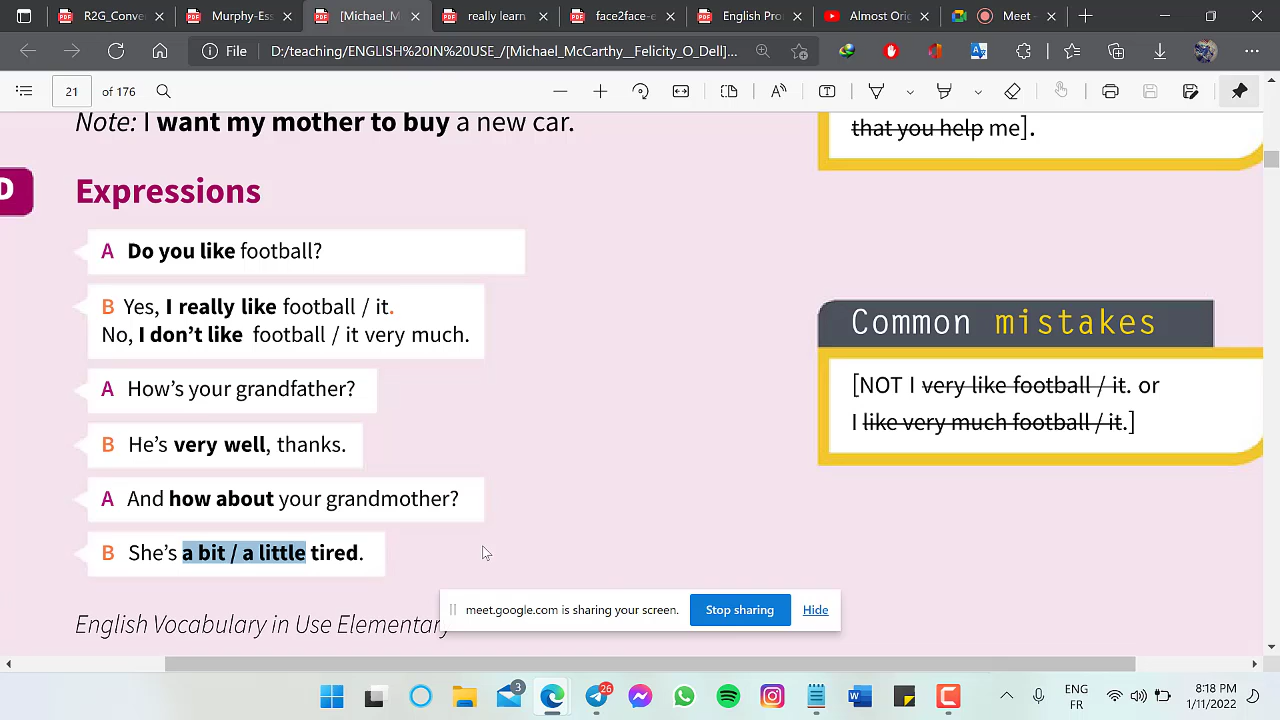 R2G_Conve
Murphy-Ess
[Michael_M
really learn
face2face-e
English Pro
Almost Ori
Meet -
File
D:/teaching/ENGLISH%20IN%20USE_/[Michael_McCarthy__Felicity_O_Dell]...
21 of 176
Note: I want my mother to buy a new car.
that you help me].
D
Expressions
A Do you like football?
B Yes, I really like football / it.
No, I don't like football / it very much.
A How's your grandfather?
B He's very well, thanks.
A And how about your grandmother?
B She's a bit / a little tired.
Common mistakes
[NOT I very like football / it. or
I like very much football / it.]
meet.google.com is sharing your screen.
Stop sharing
Hide
English Vocabulary in Use Elementary
3
26
ENG
FR
8:18 PM
1/11/2022